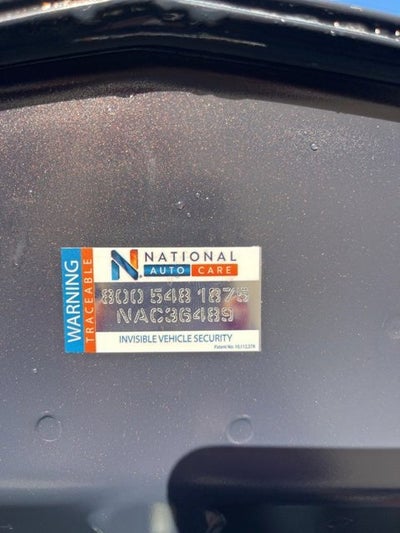 WARNING
TRACEABLE
N NATIONAL
AUTO CARE
800 548 1875
NAC36489
INVISIBLE VEHICLE SECURITY